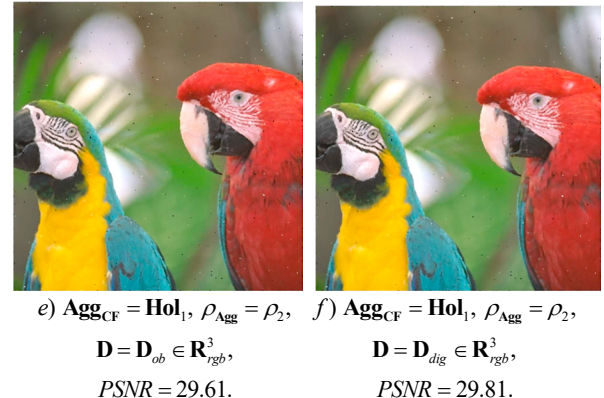 e) Agg_CF = Hol_1, ρ_Agg = ρ_2,
D = D_ob ∈ R^3_rgb,
PSNR = 29.61.
f) Agg_CF = Hol_1, ρ_Agg = ρ_2,
D = D_dig ∈ R^3_rgb,
PSNR = 29.81.